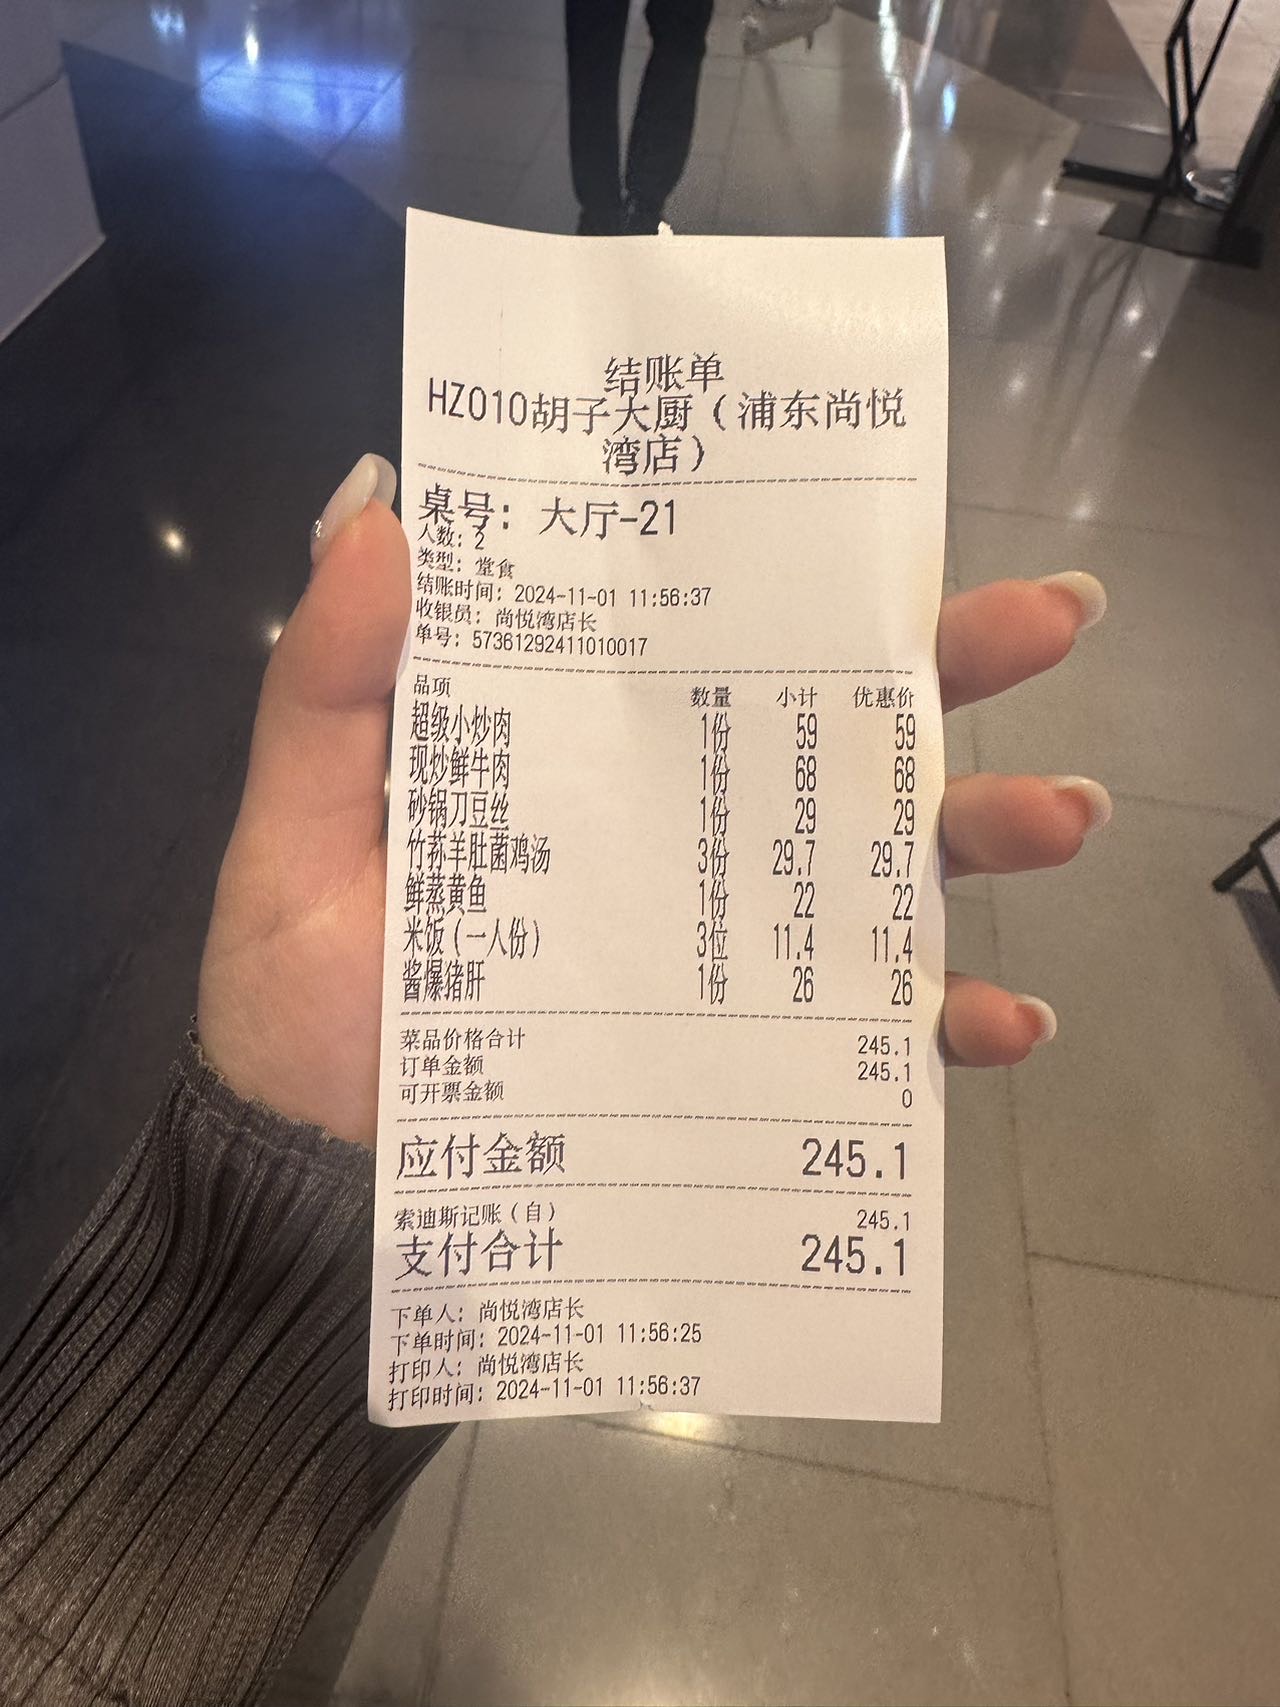 结账单
HZ010胡子大厨（浦东尚悦
湾店）
桌号：大厅-21
人数：2
类型：堂食
结账时间：2024-11-01 11:56:37
收银员：尚悦湾店长
单号：57361292411010017
品项 数量 小计 优惠价
超级小炒肉 1份 59 59
现炒鲜牛肉 1份 68 68
砂锅刀豆丝 1份 29 29
竹荪羊肚菌鸡汤 3份 29.7 29.7
鲜蒸黄鱼 1份 22 22
米饭（一人份） 3位 11.4 11.4
酱爆猪肝 1份 26 26
菜品价格合计 245.1
订单金额 245.1
可开票金额 0
应付金额 245.1
索迪斯记账（自） 245.1
支付合计 245.1
下单人：尚悦湾店长
下单时间：2024-11-01 11:56:25
打印人：尚悦湾店长
打印时间：2024-11-01 11:56:37